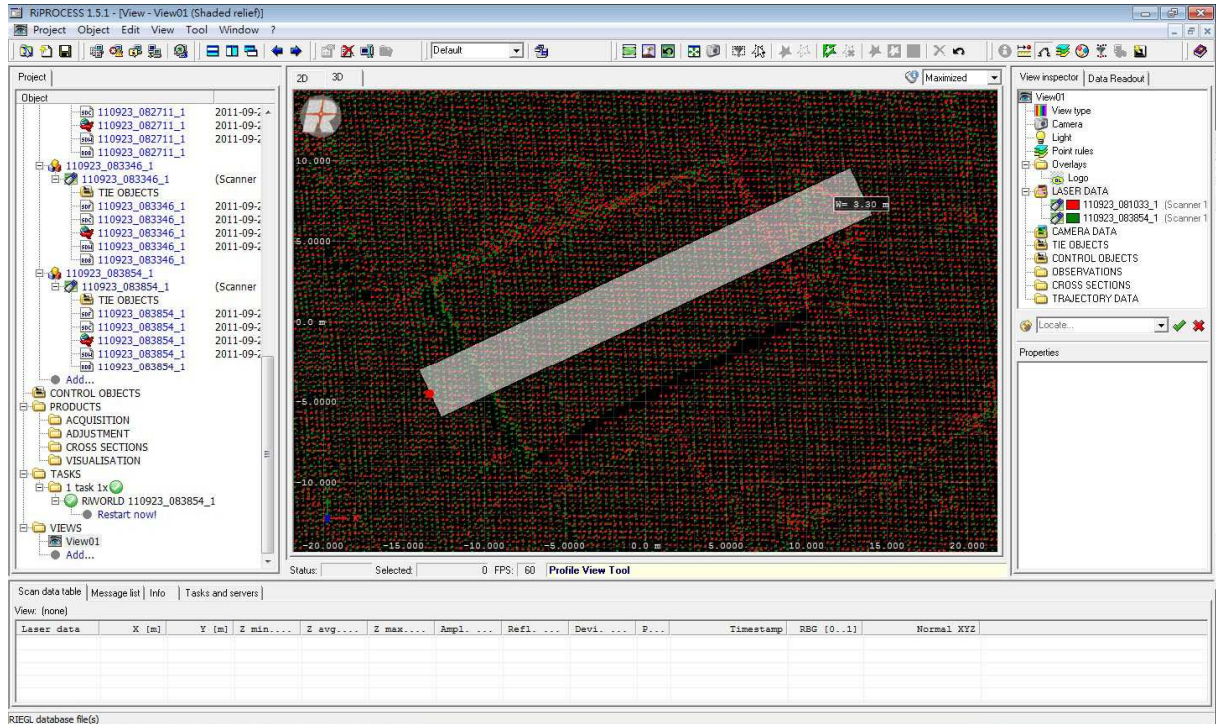 RiPROCESS 1.5.1 - [View - View01 (Shaded relief)]
Project Object Edit View Tool Window ?
Default
Project
Object
110923_082711_1 2011-09-2
110923_082711_1 2011-09-2
110923_082711_1 2011-09-2
110923_082711_1
110923_083346_1
110923_083346_1 (Scanner
TIE OBJECTS
110923_083346_1 2011-09-2
110923_083346_1 2011-09-2
110923_083346_1 2011-09-2
110923_083346_1 2011-09-2
110923_083346_1
110923_083854_1
110923_083854_1 (Scanner
TIE OBJECTS
110923_083854_1 2011-09-2
110923_083854_1 2011-09-2
110923_083854_1 2011-09-2
110923_083854_1 2011-09-2
110923_083854_1
Add...
CONTROL OBJECTS
PRODUCTS
ACQUISITION
ADJUSTMENT
CROSS SECTIONS
VISUALISATION
TASKS
1 task 1x
RiWORLD 110923_083854_1
Restart now!
VIEWS
View01
Add...
2D 3D
Maximized
10.000
W= 3.30 m
5.0000
0.0 m
-5.0000
-10.000
-20.000 -15.000 -10.000 -5.0000 0.0 m 5.0000 10.000 15.000 20.000
Status: Selected: 0 FPS: 60 Profile View Tool
View inspector Data Readout
View01
View type
Camera
Light
Point rules
Overlays
Logo
LASER DATA
110923_081033_1 (Scanner 1
110923_083854_1 (Scanner 1
CAMERA DATA
TIE OBJECTS
CONTROL OBJECTS
OBSERVATIONS
CROSS SECTIONS
TRAJECTORY DATA
Locate...
Properties
Scan data table Message list Info Tasks and servers
View: (none)
Laser data X [m] Y [m] Z min.... Z avg.... Z max.... Ampl. ... Refl. ... Devi. ... P... Timestamp RBG [0..1] Normal XYZ
RIEGL database file(s)